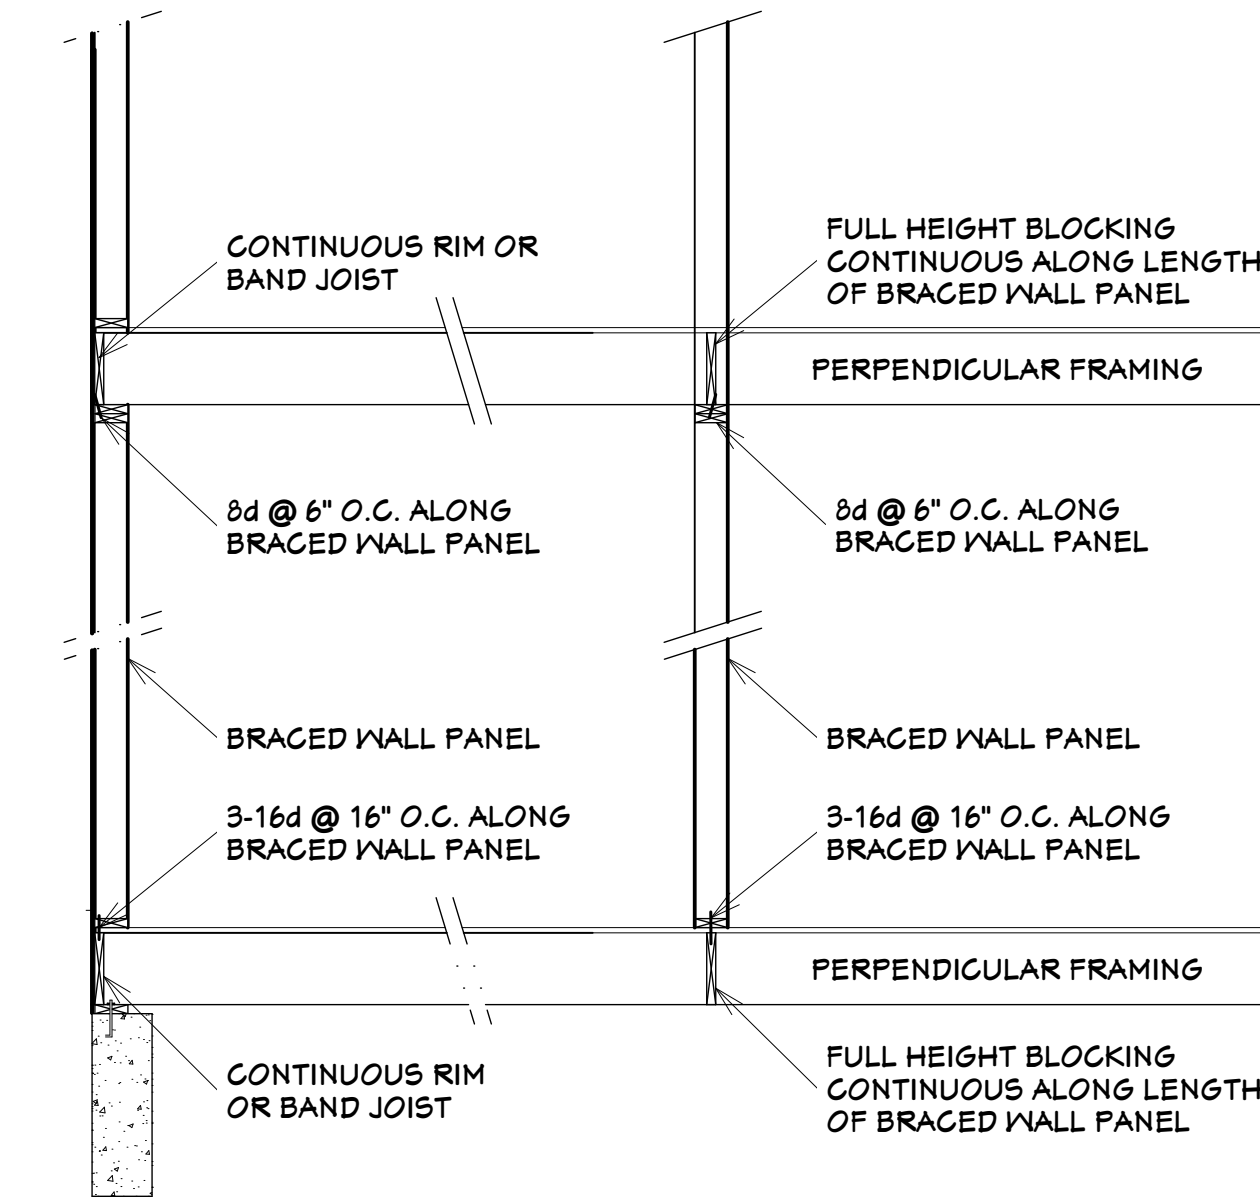 CONTINUOUS RIM OR
BAND JOIST
FULL HEIGHT BLOCKING
CONTINUOUS ALONG LENGTH
OF BRACED WALL PANEL
PERPENDICULAR FRAMING
8d @ 6" O.C. ALONG
BRACED WALL PANEL
8d @ 6" O.C. ALONG
BRACED WALL PANEL
BRACED WALL PANEL
BRACED WALL PANEL
3-16d @ 16" O.C. ALONG
BRACED WALL PANEL
3-16d @ 16" O.C. ALONG
BRACED WALL PANEL
PERPENDICULAR FRAMING
CONTINUOUS RIM
OR BAND JOIST
FULL HEIGHT BLOCKING
CONTINUOUS ALONG LENGTH
OF BRACED WALL PANEL